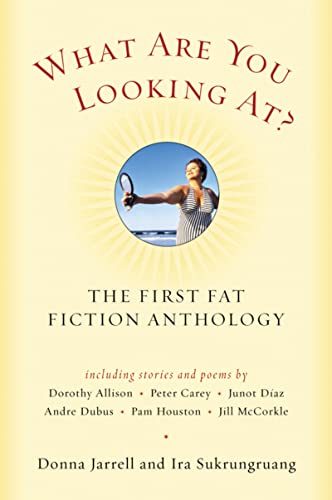 WHAT ARE YOU
LOOKING AT?
THE FIRST FAT
FICTION ANTHOLOGY
including stories and poems by
Dorothy Allison • Peter Carey • Junot Díaz
Andre Dubus • Pam Houston • Jill McCorkle
Donna Jarrell and Ira Sukrungruang